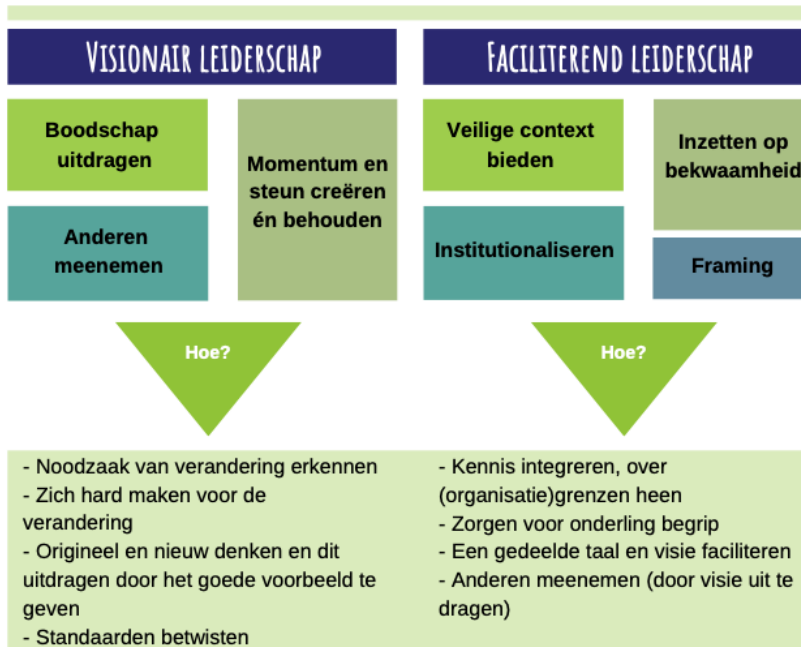 VISIONAIR LEIDERSCHAP
Boodschap
uitdragen
Anderen
meenemen
Momentum en
steun creëren
én behouden
Hoe?
- Noodzaak van verandering erkennen
- Zich hard maken voor de
verandering
- Origineel en nieuw denken en dit
uitdragen door het goede voorbeeld te
geven
- Standaarden betwisten
FACILITEREND LEIDERSCHAP
Veilige context
bieden
Institutionaliseren
Inzetten op
bekwaamheid
Framing
Hoe?
- Kennis integreren, over
(organisatie)grenzen heen
- Zorgen voor onderling begrip
- Een gedeelde taal en visie faciliteren
- Anderen meenemen (door visie uit te
dragen)